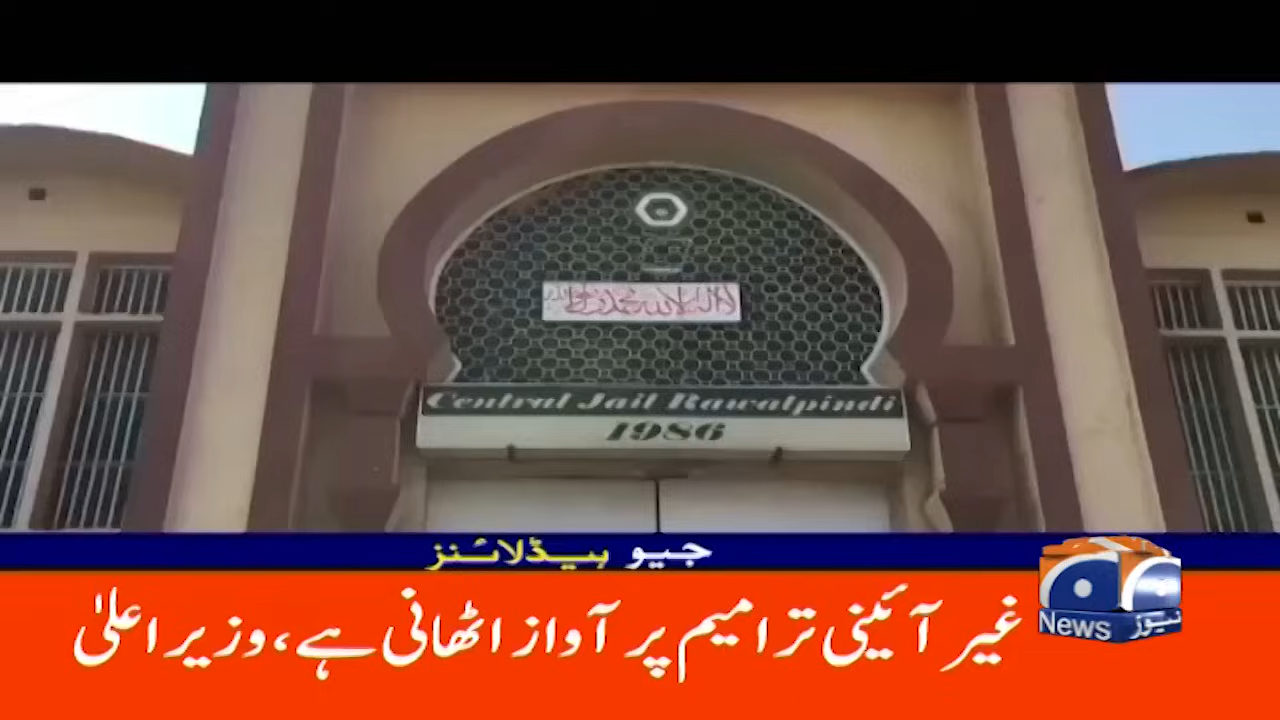 لا الہ الا اللہ محمد رسول اللہ
Central Jail Rawalpindi
1986
جیو ہیڈلائنز
غیر آئینی ترامیم پر آواز اٹھانی ہے، وزیر اعلیٰ
News نیوز